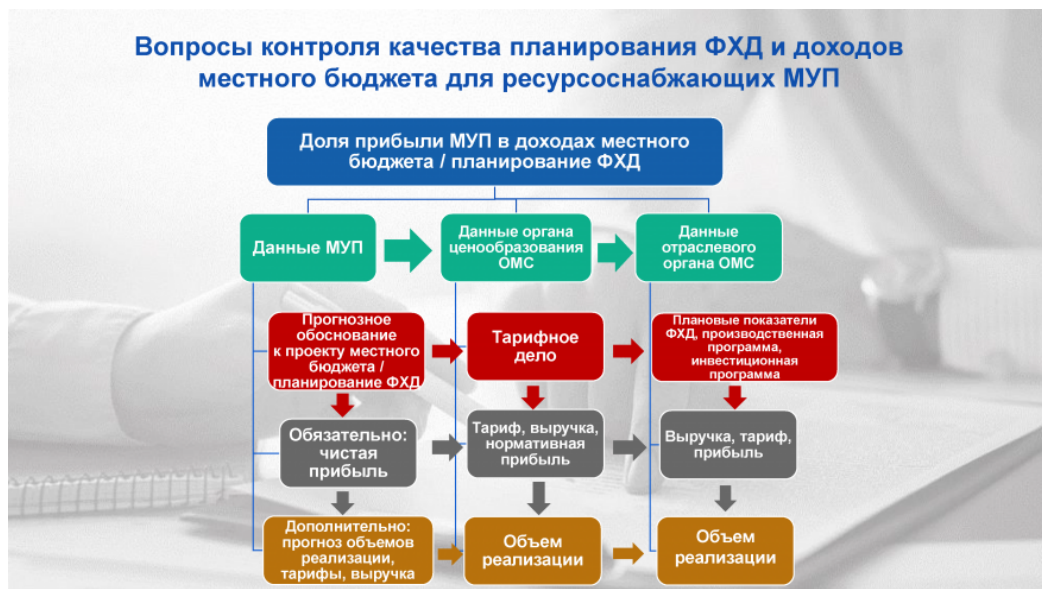 Вопросы контроля качества планирования ФХД и доходов
местного бюджета для ресурсоснабжающих МУП
Доля прибыли МУП в доходах местного
бюджета / планирование ФХД
Данные МУП
Данные органа
ценообразования
ОМС
Данные
отраслевого
органа ОМС
Прогнозное
обоснование
к проекту местного
бюджета /
планирование ФХД
Тарифное
дело
Плановые показатели
ФХД, производственная
программа,
инвестиционная
программа
Обязательно:
чистая
прибыль
Тариф, выручка,
нормативная
прибыль
Выручка, тариф,
прибыль
Дополнительно:
прогноз объемов
реализации,
тарифы, выручка
Объем
реализации
Объем
реализации